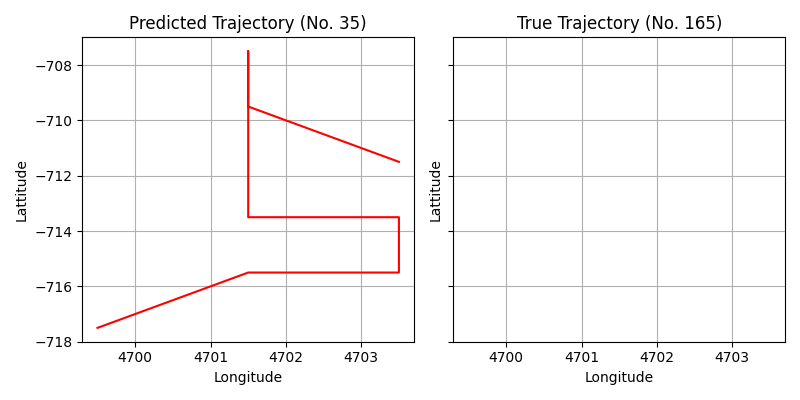 Predicted Trajectory (No. 35)
True Trajectory (No. 165)
Lattitude
−708
−710
−712
−714
−716
−718
4700 4701 4702 4703
Longitude
Lattitude
4700 4701 4702 4703
Longitude